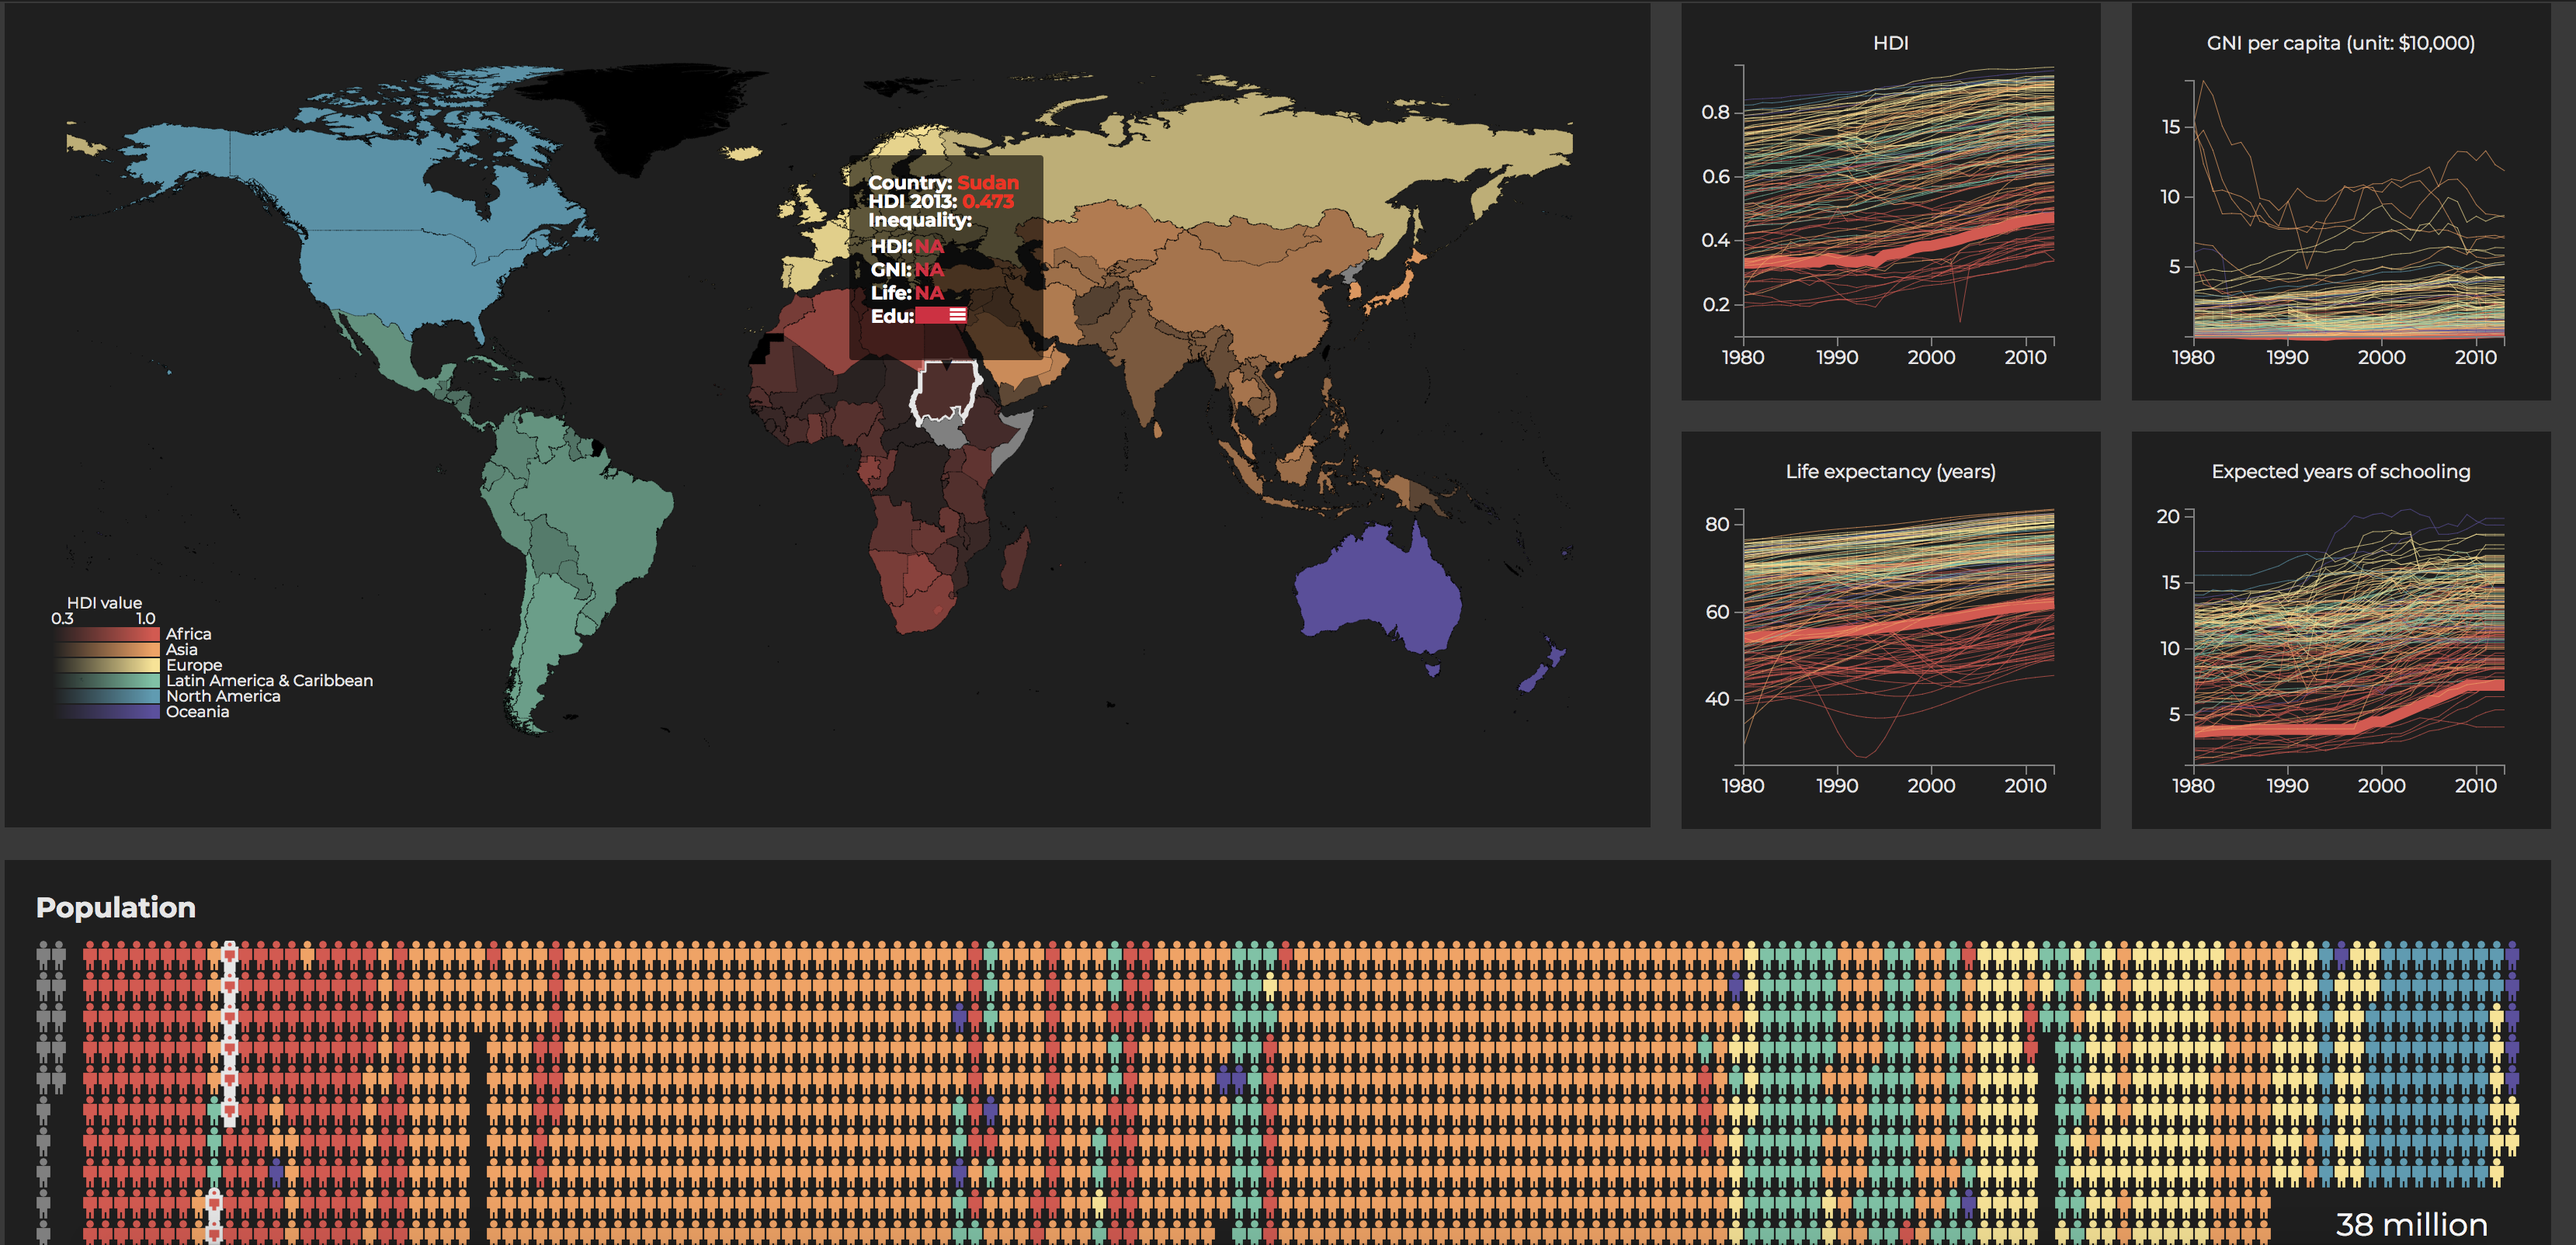 Country: Sudan
HDI 2013: 0.473
Inequality:
HDI: NA
GNI: NA
Life: NA
Edu:
HDI value
0.3 1.0
Africa
Asia
Europe
Latin America & Caribbean
North America
Oceania
HDI
0.8
0.6
0.4
0.2
1980 1990 2000 2010
GNI per capita (unit: $10,000)
15
10
5
1980 1990 2000 2010
Life expectancy (years)
80
60
40
1980 1990 2000 2010
Expected years of schooling
20
15
10
5
1980 1990 2000 2010
Population
38 million